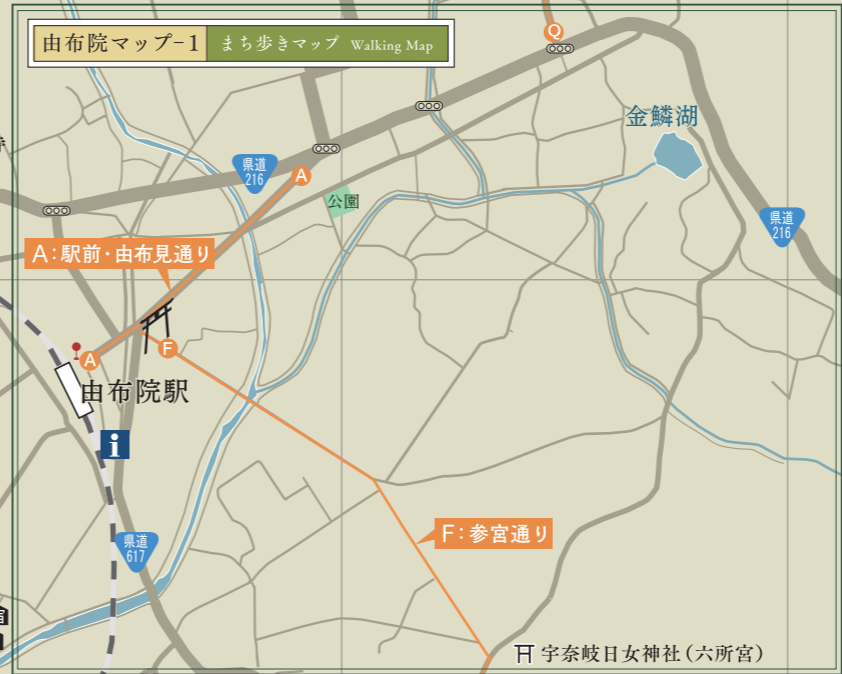 由布院マップ-1 まち歩きマップ Walking Map
Q
金鱗湖
県道
216
A
公園
県道
216
A:駅前・由布見通り
A
F
由布院駅
i
F:参宮通り
県道
617
宇奈岐日女神社(六所宮)